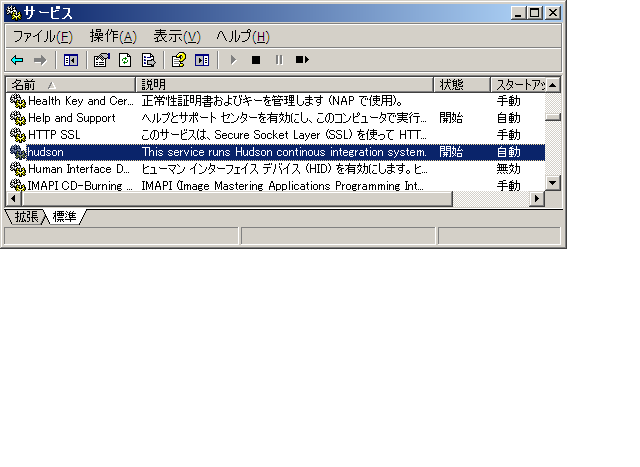 サービス
ファイル(F) 操作(A) 表示(V) ヘルプ(H)
名前 説明 状態 スタートアッ
Health Key and Cer... 正常性証明書およびキーを管理します (NAP で使用)。 手動
Help and Support ヘルプとサポート センターを有効にし、このコンピュータで実行... 開始 自動
HTTP SSL このサービスは、Secure Socket Layer (SSL) を使って HTT... 手動
hudson This service runs Hudson continous integration system. 開始 自動
Human Interface D... ヒューマン インターフェイス デバイス (HID) を有効にします。ヒ... 無効
IMAPI CD-Burning ... IMAPI (Image Mastering Applications Programming Int... 手動
拡張 標準